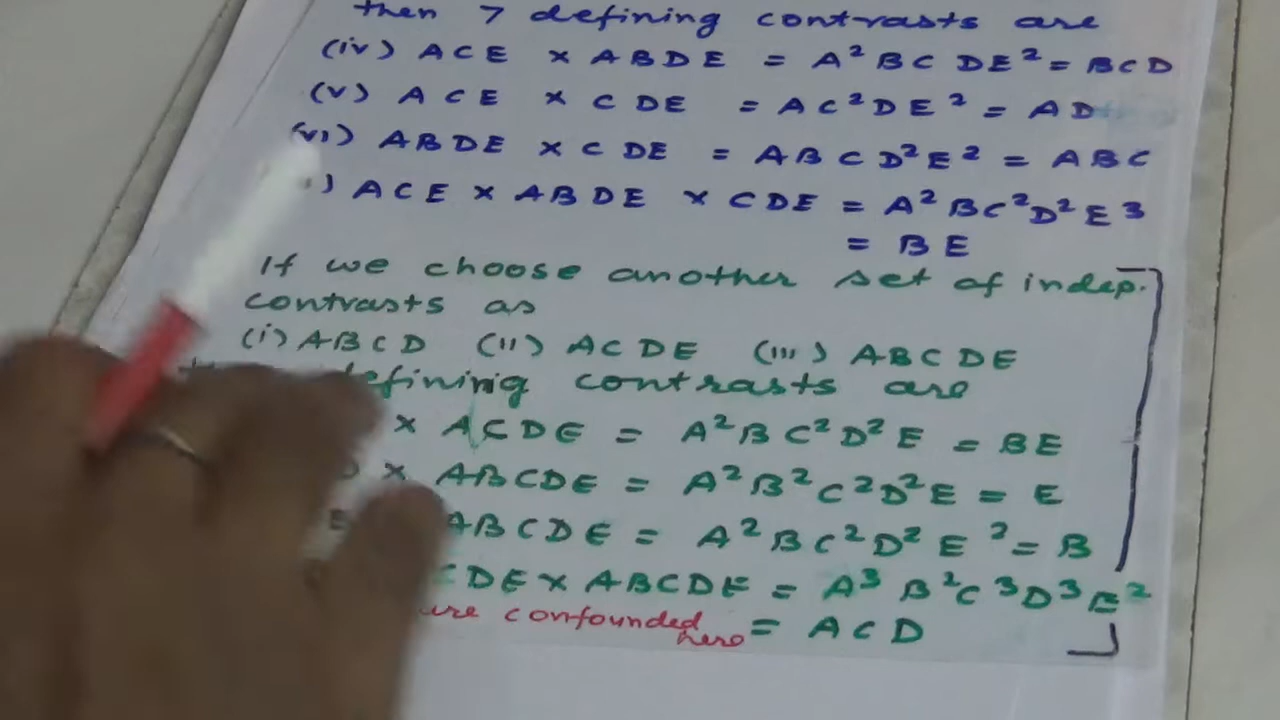 then 7 defining contrasts are
(iv) ACE × ABDE = A²BCDE² = BCD
(v) ACE × CDE = AC²DE² = AD
(vi) ABDE × CDE = ABCD²E² = ABC
) ACE × ABDE × CDE = A²BC²D²E³
= BE
If we choose another set of indep.
contrasts as
(i) ABCD (ii) ACDE (iii) ABCDE
defining contrasts are
× ACDE = A²BC²D²E = BE
× ABCDE = A²B²C²D²E = E
ABCDE = A²BC²D²E² = B
CDE × ABCDE = A³B²C³D³E²
are confounded here = ACD